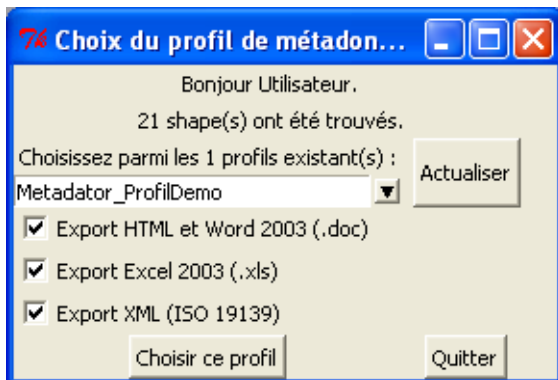 Choix du profil de métadon...
Bonjour Utilisateur.
21 shape(s) ont été trouvés.
Choisissez parmi les 1 profils existant(s) :
Actualiser
Metadator_ProfilDemo
Export HTML et Word 2003 (.doc)
Export Excel 2003 (.xls)
Export XML (ISO 19139)
Choisir ce profil
Quitter